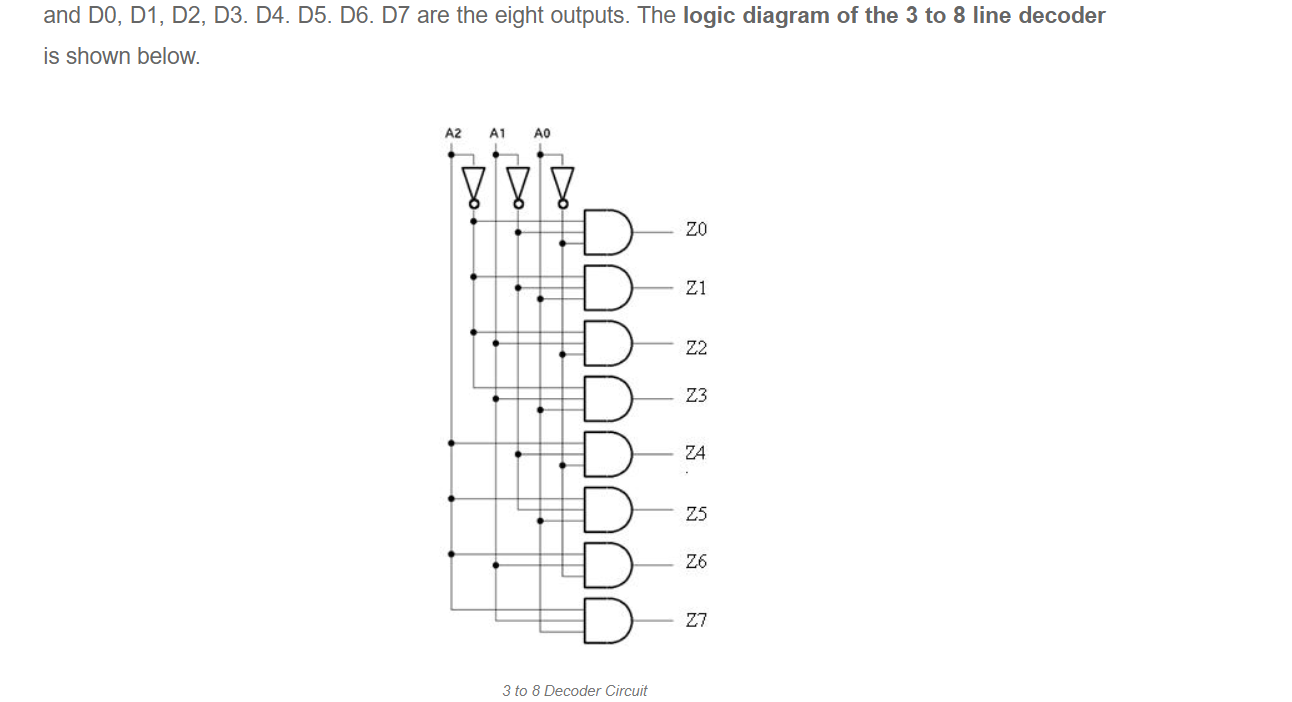 and D0, D1, D2, D3. D4. D5. D6. D7 are the eight outputs. The logic diagram of the 3 to 8 line decoder
is shown below.
A2 A1 A0
Z0
Z1
Z2
Z3
Z4
Z5
Z6
Z7
3 to 8 Decoder Circuit